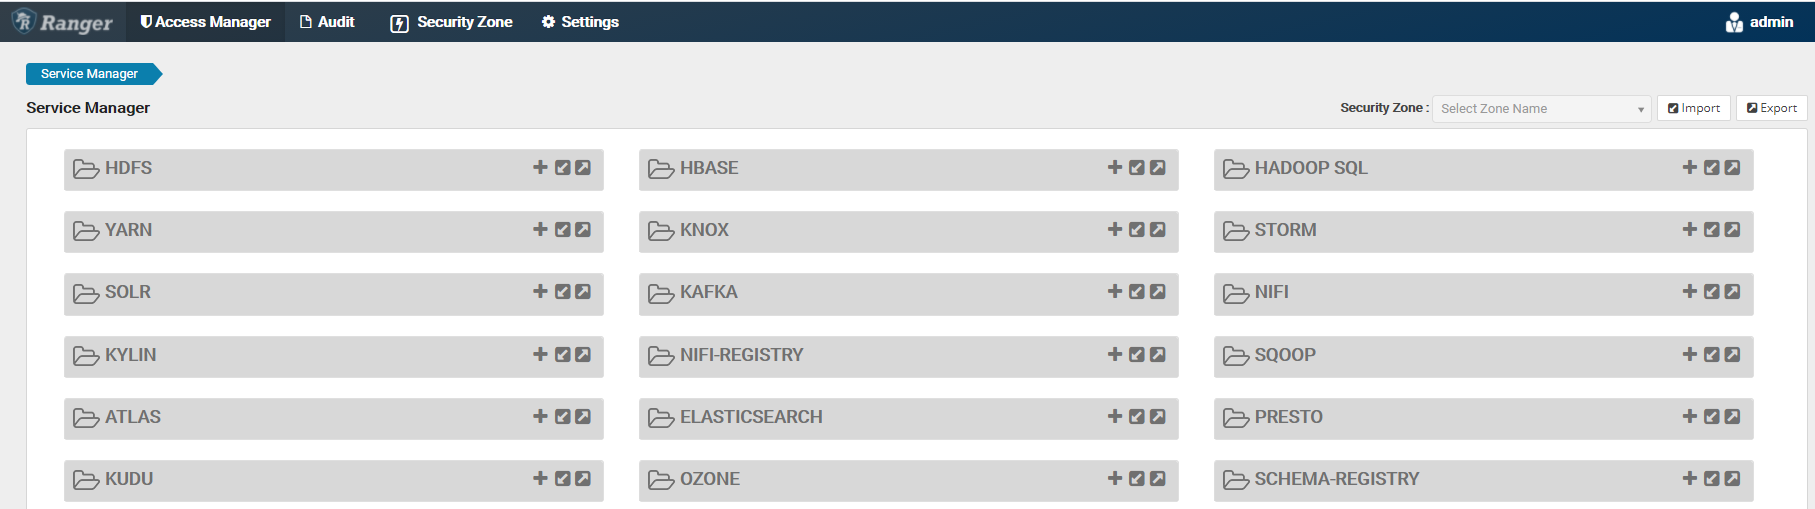 Ranger Access Manager Audit Security Zone Settings admin
Service Manager
Service Manager Security Zone : Select Zone Name Import Export
HDFS HBASE HADOOP SQL
YARN KNOX STORM
SOLR KAFKA NIFI
KYLIN NIFI-REGISTRY SQOOP
ATLAS ELASTICSEARCH PRESTO
KUDU OZONE SCHEMA-REGISTRY